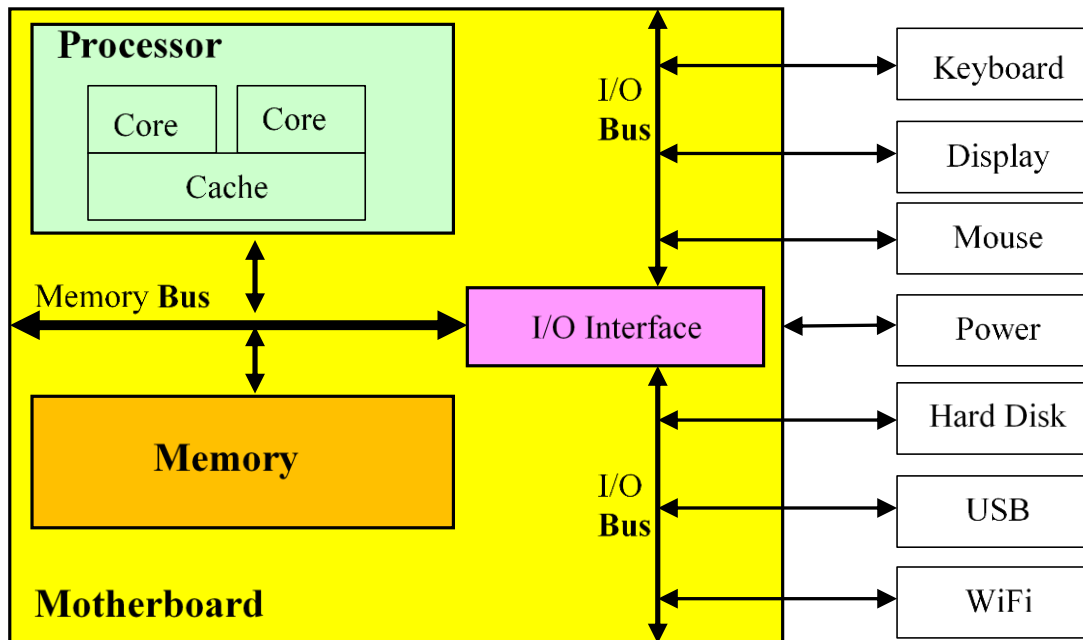 Processor
Core
Core
Cache
Memory Bus
Memory
Motherboard
I/O
Bus
I/O Interface
I/O
Bus
Keyboard
Display
Mouse
Power
Hard Disk
USB
WiFi